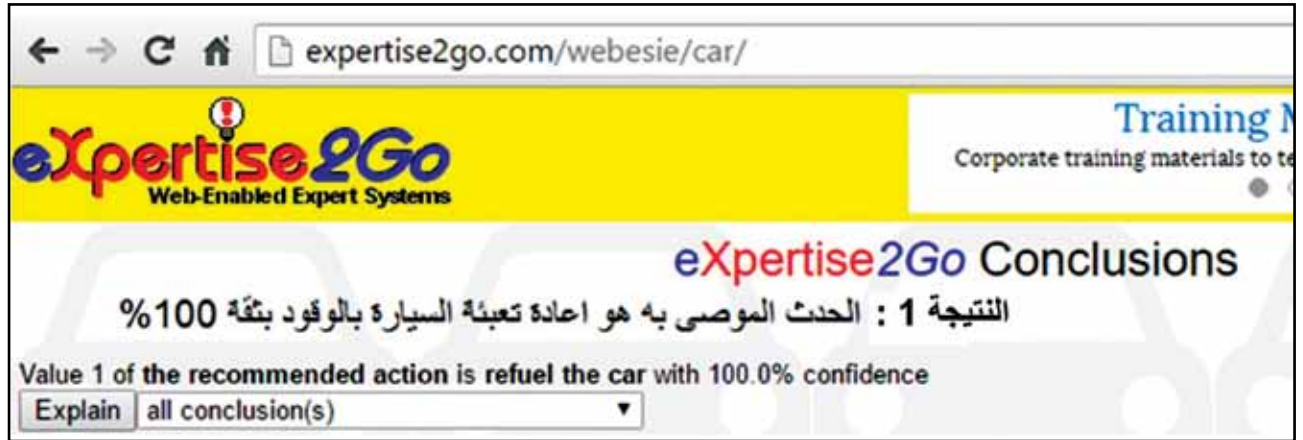 expertise2go.com/webesie/car/
eXpertise2Go
Web-Enabled Expert Systems
Training
Corporate training materials to
eXpertise2Go Conclusions
النتيجة 1 : الحدث الموصى به هو اعادة تعبئة السيارة بالوقود بثقة 100%
Value 1 of the recommended action is refuel the car with 100.0% confidence
Explain all conclusion(s)